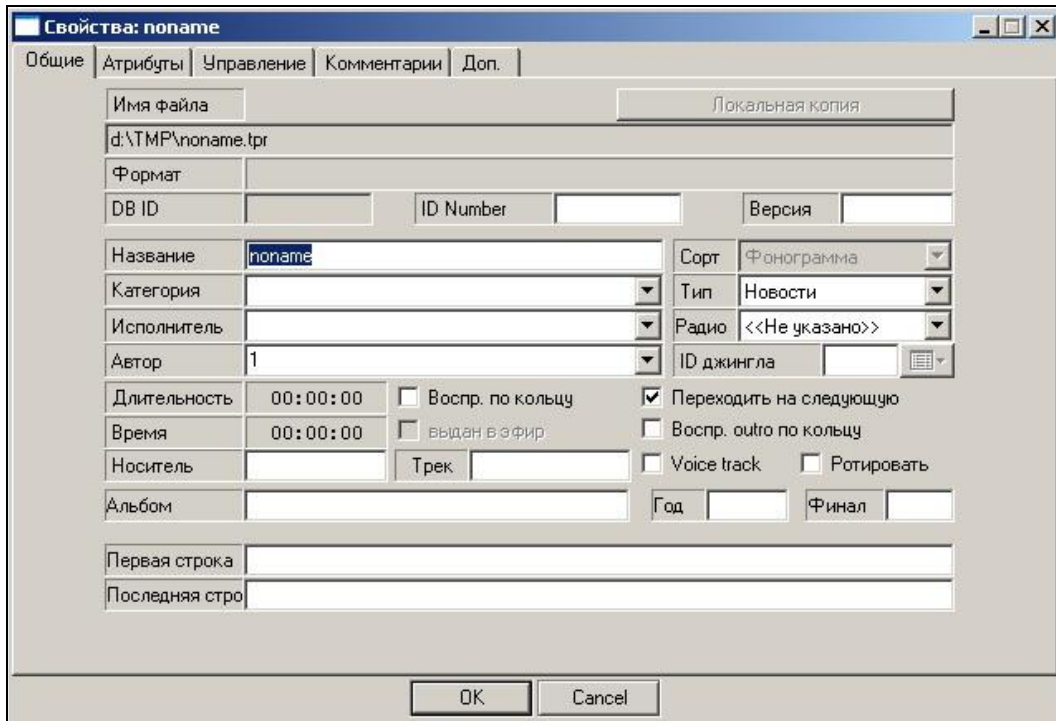 Свойства: noname
Общие Атрибуты Управление Комментарии Доп.
Имя файла Локальная копия
d:\TMP\noname.tpr
Формат
DB ID ID Number Версия
Название noname Сорт Фонограмма
Категория Тип Новости
Исполнитель Радио <<Не указано>>
Автор 1 ID джингла
Длительность 00:00:00 Воспр. по кольцу Переходить на следующую
Время 00:00:00 выдан в эфир Воспр. outro по кольцу
Носитель Трек Voice track Ротировать
Альбом Год Финал
Первая строка
Последняя стро
OK Cancel